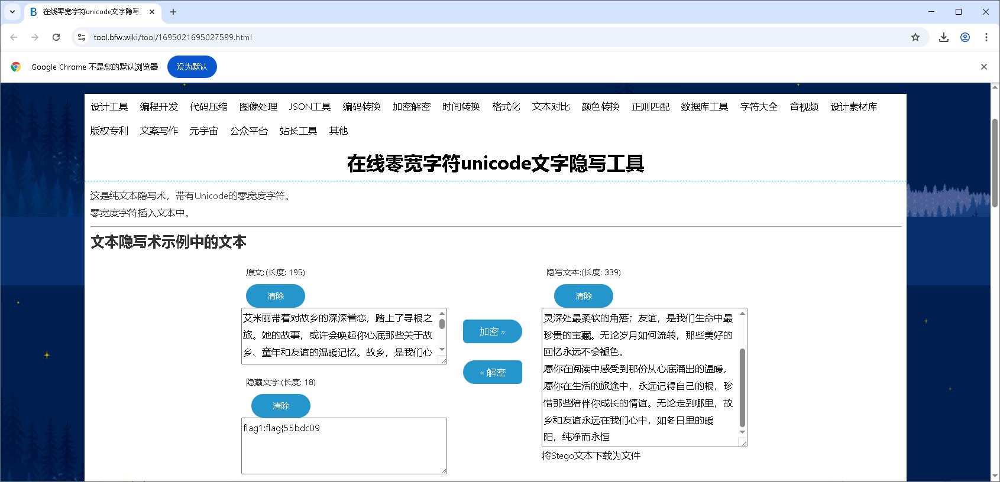 在线零宽字符unicode文字隐写工
tool.bfw.wiki/tool/1695021695027599.html
Google Chrome 不是您的默认浏览器
设为默认
设计工具 编程开发 代码压缩 图像处理 JSON工具 编码转换 加密解密 时间转换 格式化 文本对比 颜色转换 正则匹配 数据库工具 字符大全 音视频 设计素材库
版权专利 文案写作 元宇宙 公众平台 站长工具 其他
在线零宽字符unicode文字隐写工具
这是纯文本隐写术，带有Unicode的零宽度字符。
零宽度字符插入文本中。
文本隐写术示例中的文本
原文:(长度: 195)
清除
艾米丽带着对故乡的深深眷恋，踏上了寻根之
旅。她的故事，或许会唤起你心底那些关于故
乡、童年和友谊的温暖记忆。故乡，是我们心
隐藏文字:(长度: 18)
清除
flag1:flag{55bdc09
加密 »
« 解密
隐写文本:(长度: 339)
清除
灵深处最柔软的角落；友谊，是我们生命中最
珍贵的宝藏。无论岁月如何流转，那些美好的
回忆永远不会褪色。
愿你在阅读中感受到那份从心底涌出的温暖，
愿你在生活的旅途中，永远记得自己的根，珍
惜那些陪伴你成长的情谊。无论走到哪里，故
乡和友谊永远在我们心中，如冬日里的暖
阳，纯净而永恒
将Stego文本下载为文件